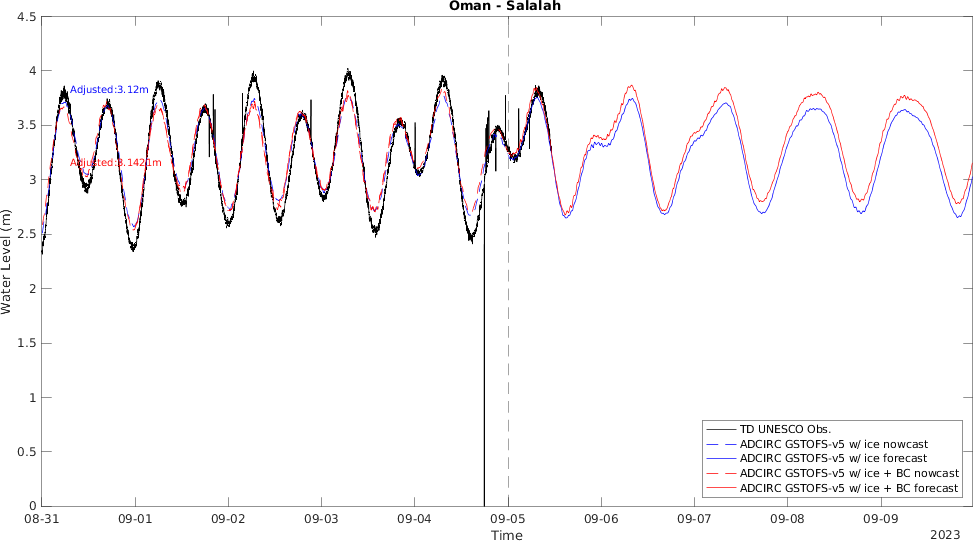 Oman - Salalah
4.5
4
3.5
3
2.5
2
1.5
1
0.5
0
Water Level (m)
Adjusted:3.12m
Adjusted:3.1421m
TD UNESCO Obs.
ADCIRC GSTOFS-v5 w/ ice nowcast
ADCIRC GSTOFS-v5 w/ ice forecast
ADCIRC GSTOFS-v5 w/ ice + BC nowcast
ADCIRC GSTOFS-v5 w/ ice + BC forecast
08-31 09-01 09-02 09-03 09-04 09-05 09-06 09-07 09-08 09-09
Time
2023